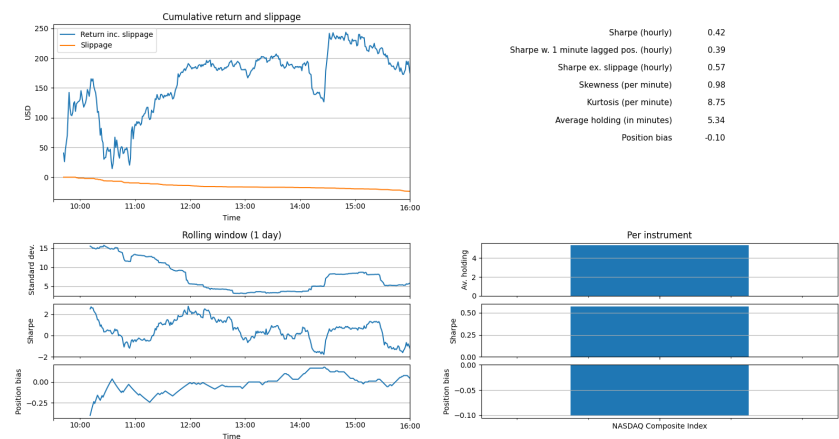 Cumulative return and slippage
Return inc. slippage
Slippage
250
200
150
100
50
0
USD
10:00 11:00 12:00 13:00 14:00 15:00 16:00
Time
Sharpe (hourly) 0.42
Sharpe w. 1 minute lagged pos. (hourly) 0.39
Sharpe ex. slippage (hourly) 0.57
Skewness (per minute) 0.98
Kurtosis (per minute) 8.75
Average holding (in minutes) 5.34
Position bias -0.10
Rolling window (1 day)
15
10
5
Standard dev.
2
0
−2
Sharpe
0.00
−0.25
Position bias
10:00 11:00 12:00 13:00 14:00 15:00 16:00
Time
Per instrument
4
2
0
Av. holding
0.50
0.25
0.00
Sharpe
0.00
−0.05
−0.10
Position bias
NASDAQ Composite Index